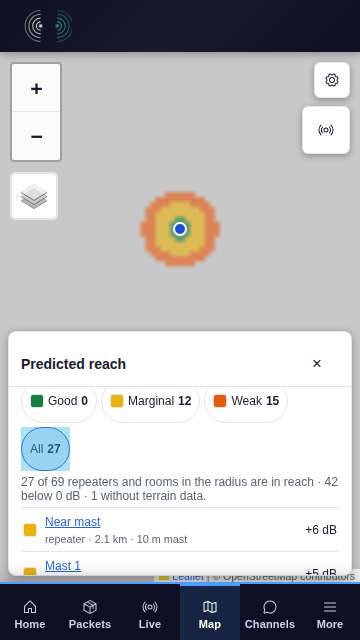 +
−
Predicted reach
×
Good 0
Marginal 12
Weak 15
All 27
27 of 69 repeaters and rooms in the radius are in reach · 42
below 0 dB · 1 without terrain data.
Near mast
+6 dB
repeater · 2.1 km · 10 m mast
Mast 1
+5 dB
Leaflet | © OpenStreetMap contributors
Home
Packets
Live
Map
Channels
More